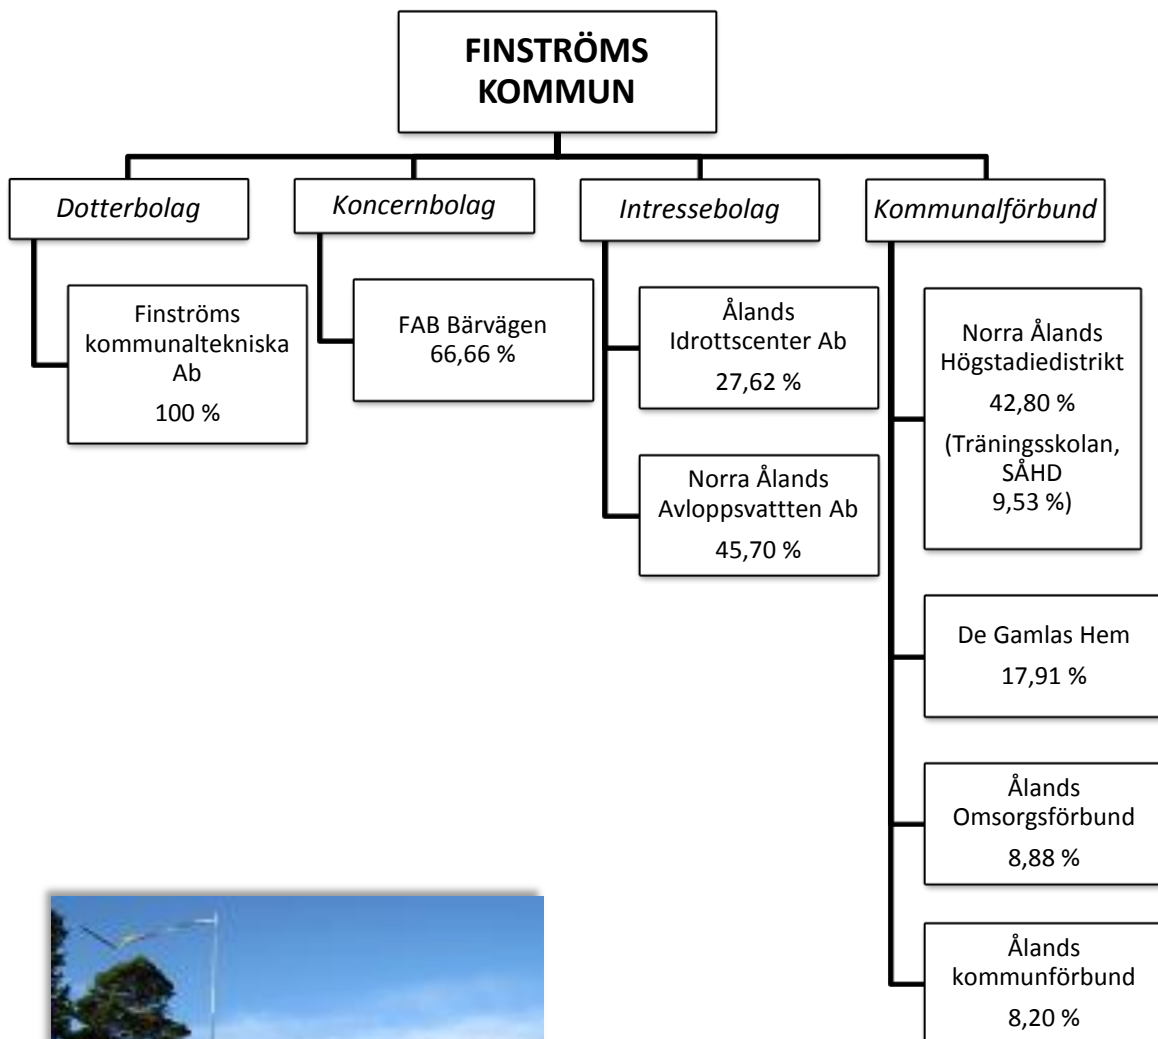 FINSTRÖMS
KOMMUN
Dotterbolag
Finströms
kommunaltekniska
Ab
100 %
Koncernbolag
FAB Bärvägen
66,66 %
Intressebolag
Ålands
Idrottscenter Ab
27,62 %
Norra Ålands
Avloppsvattten Ab
45,70 %
Kommunalförbund
Norra Ålands
Högstadiedistrikt
42,80 %
(Träningsskolan,
SÅHD
9,53 %)
De Gamlas Hem
17,91 %
Ålands
Omsorgsförbund
8,88 %
Ålands
kommunförbund
8,20 %